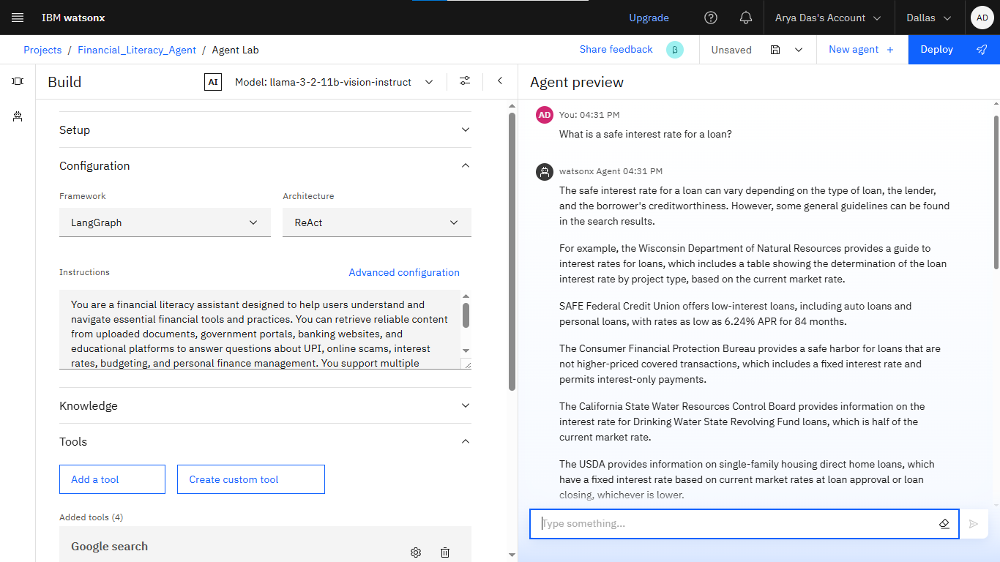 IBM watsonx
Upgrade
Arya Das's Account
Dallas
AD
Projects / Financial_Literacy_Agent / Agent Lab
Share feedback
β
Unsaved
New agent +
Deploy
Build
AI
Model: llama-3-2-11b-vision-instruct
Setup
Configuration
Framework
Architecture
LangGraph
ReAct
Instructions
Advanced configuration
You are a financial literacy assistant designed to help users understand and
navigate essential financial tools and practices. You can retrieve reliable content
from uploaded documents, government portals, banking websites, and
educational platforms to answer questions about UPI, online scams, interest
rates, budgeting, and personal finance management. You support multiple
Knowledge
Tools
Add a tool
Create custom tool
Added tools (4)
Google search
Agent preview
AD
You: 04:31 PM
What is a safe interest rate for a loan?
watsonx Agent 04:31 PM
The safe interest rate for a loan can vary depending on the type of loan, the lender,
and the borrower's creditworthiness. However, some general guidelines can be found
in the search results.
For example, the Wisconsin Department of Natural Resources provides a guide to
interest rates for loans, which includes a table showing the determination of the loan
interest rate by project type, based on the current market rate.
SAFE Federal Credit Union offers low-interest loans, including auto loans and
personal loans, with rates as low as 6.24% APR for 84 months.
The Consumer Financial Protection Bureau provides a safe harbor for loans that are
not higher-priced covered transactions, which includes a fixed interest rate and
permits interest-only payments.
The California State Water Resources Control Board provides information on the
interest rate for Drinking Water State Revolving Fund loans, which is half of the
current market rate.
The USDA provides information on single-family housing direct home loans, which
have a fixed interest rate based on current market rates at loan approval or loan
closing, whichever is lower.
Type something...